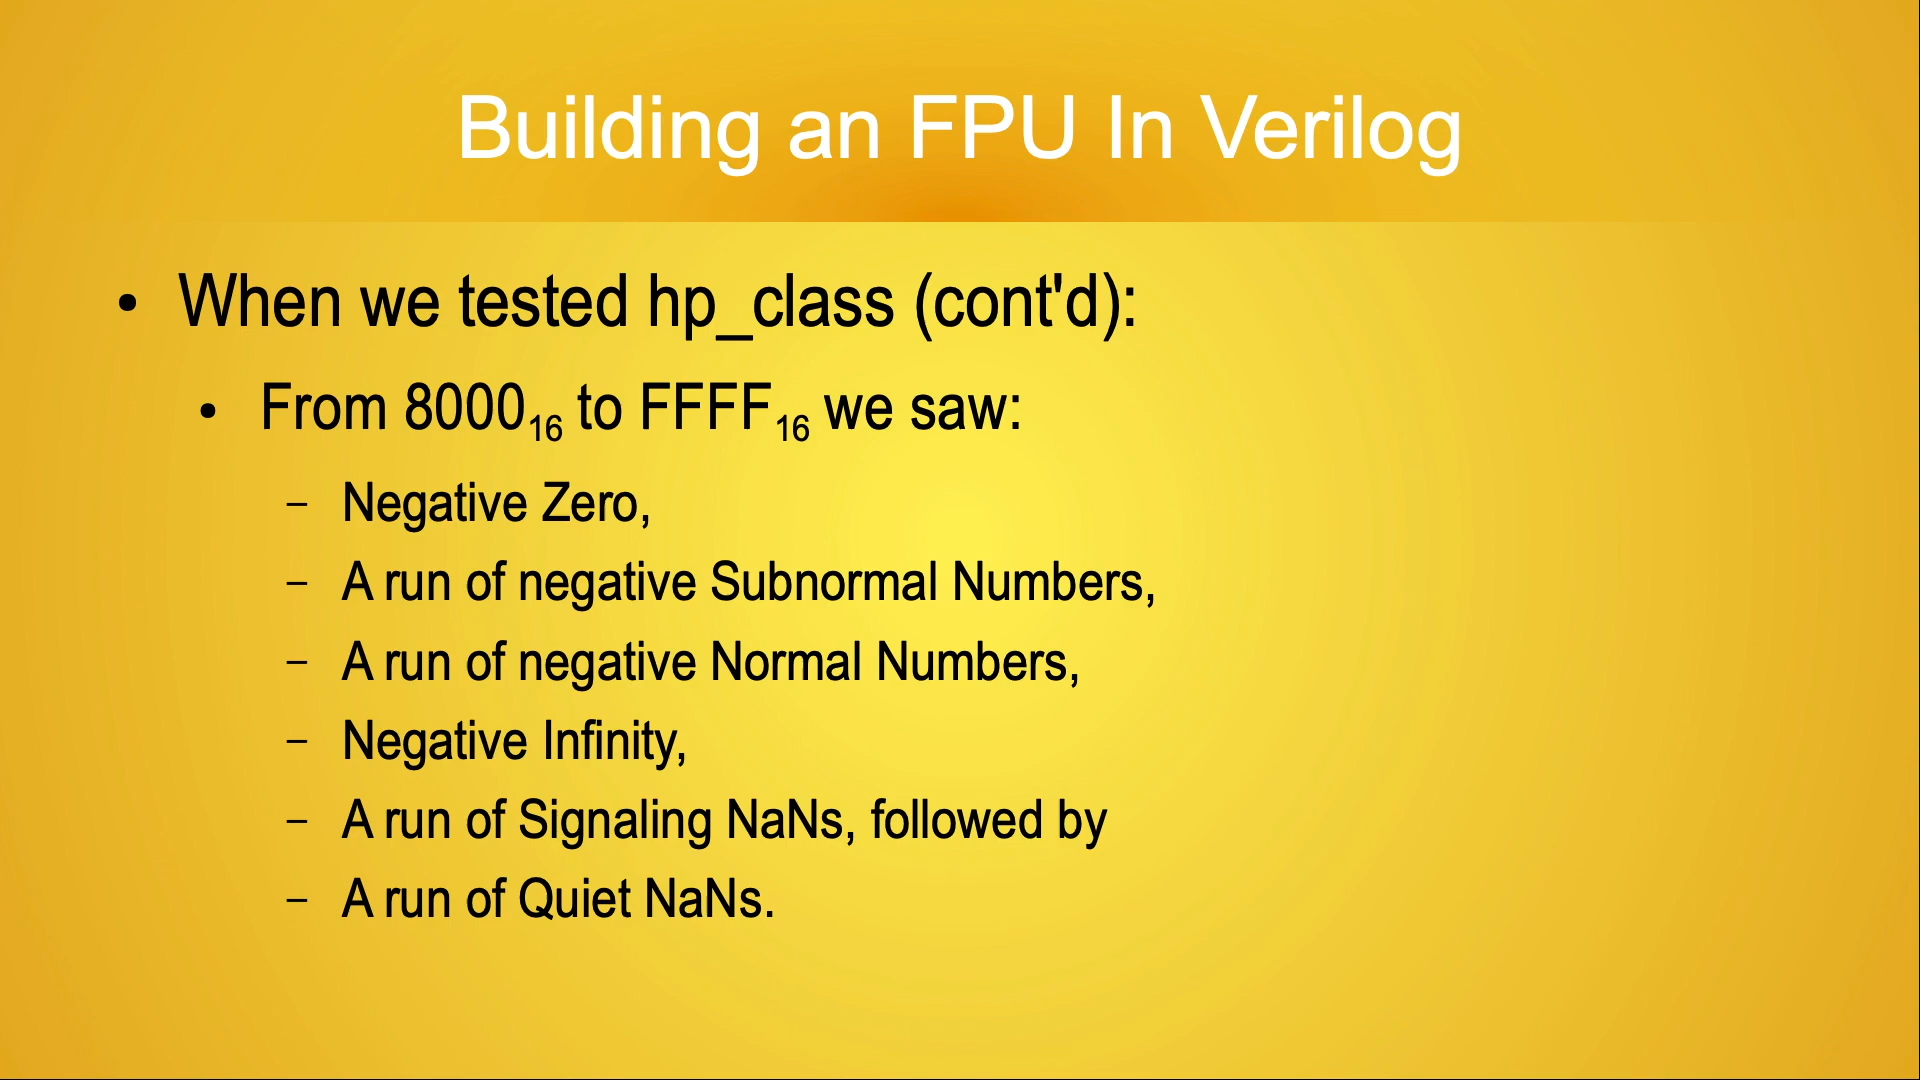 Building an FPU In Verilog
• When we tested hp_class (cont'd):
• From 8000₁₆ to FFFF₁₆ we saw:
– Negative Zero,
– A run of negative Subnormal Numbers,
– A run of negative Normal Numbers,
– Negative Infinity,
– A run of Signaling NaNs, followed by
– A run of Quiet NaNs.